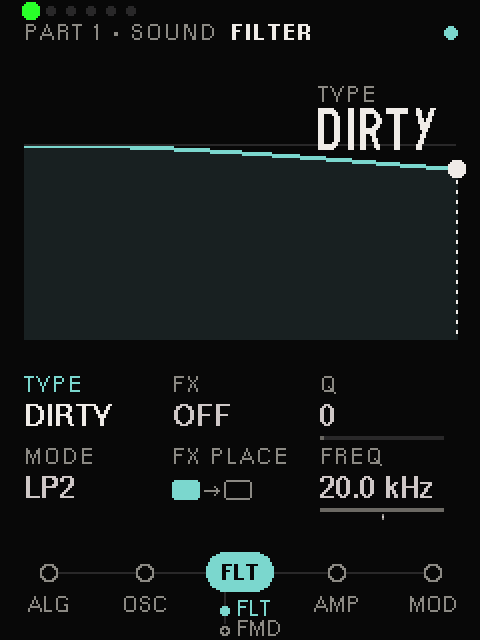 PART 1 · SOUND FILTER
TYPE
DIRTY
TYPE FX Q
DIRTY OFF 0
MODE FX PLACE FREQ
LP2 → 20.0 kHz
FLT
ALG OSC FLT AMP MOD
FMD